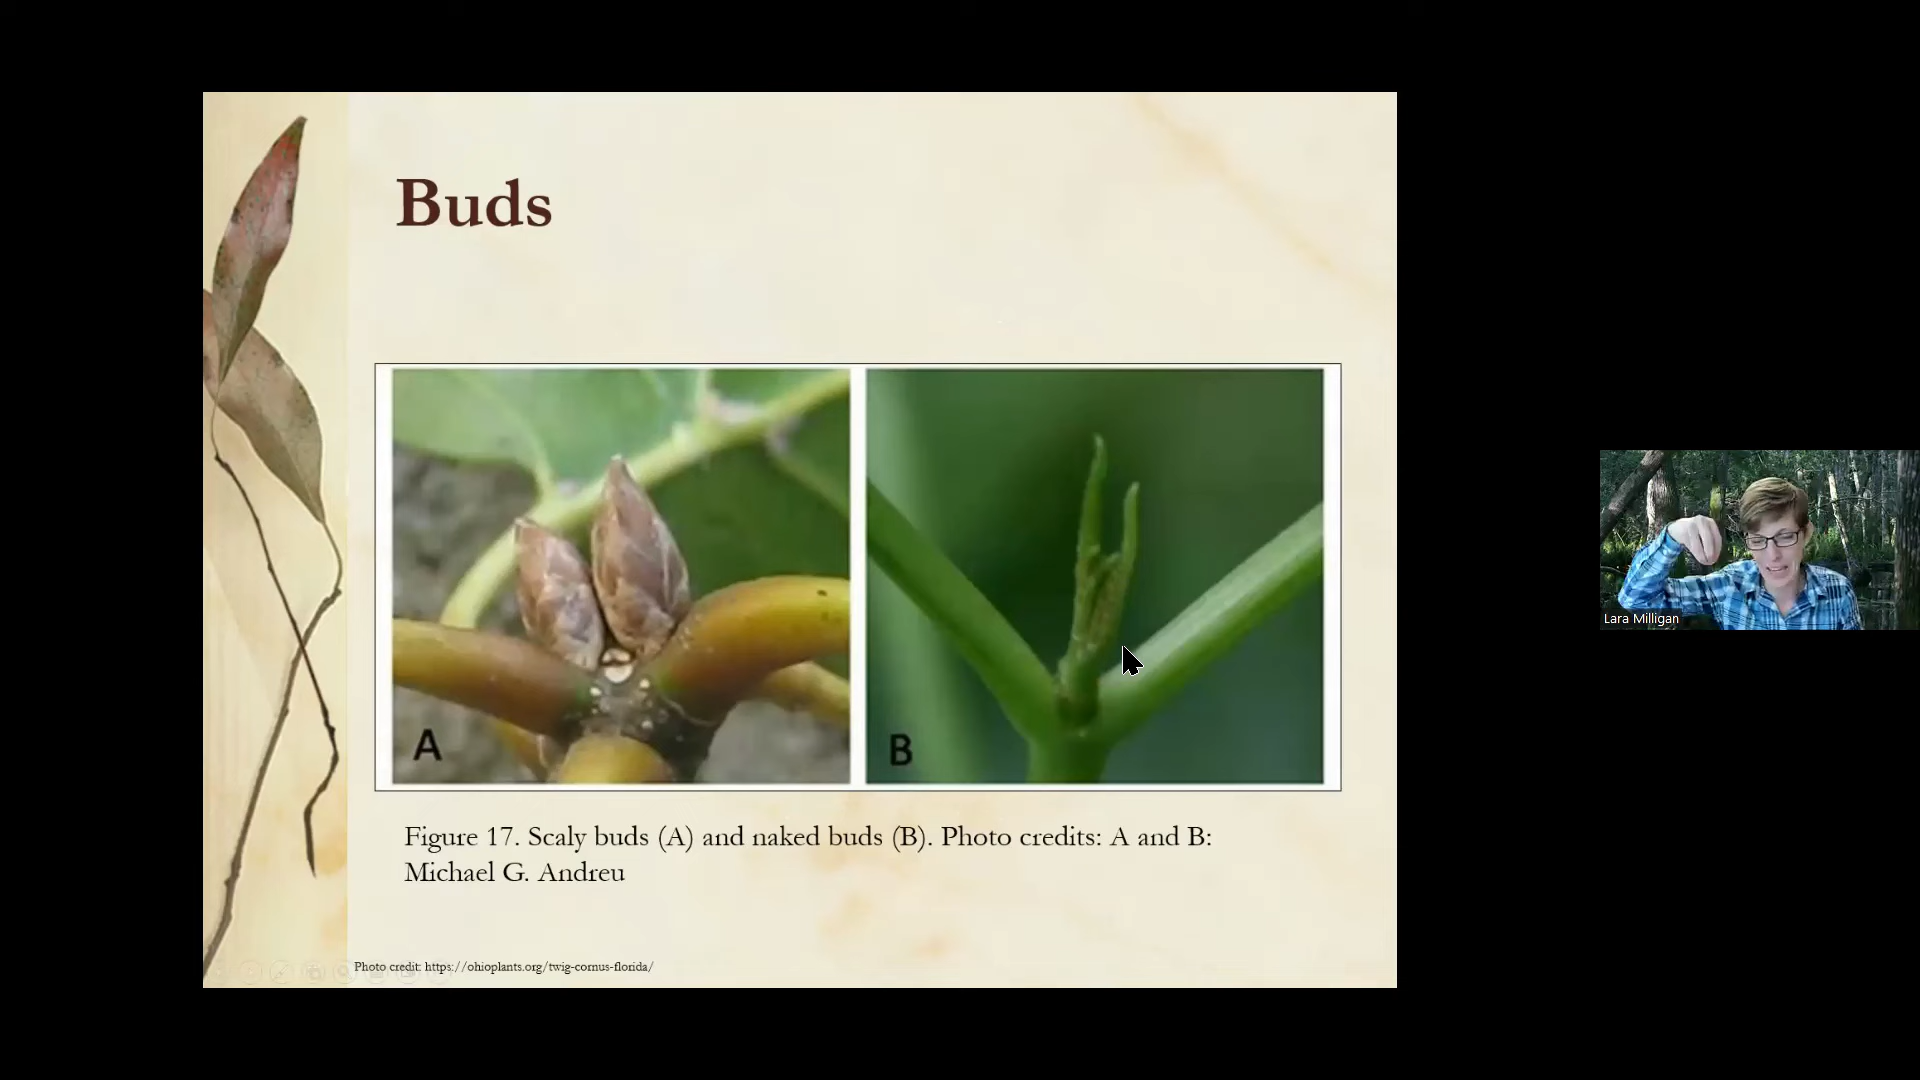 Buds
A
B
Figure 17. Scaly buds (A) and naked buds (B). Photo credits: A and B:
Michael G. Andreu
Photo credit: https://ohioplants.org/twig-cornus-florida/
Lara Milligan